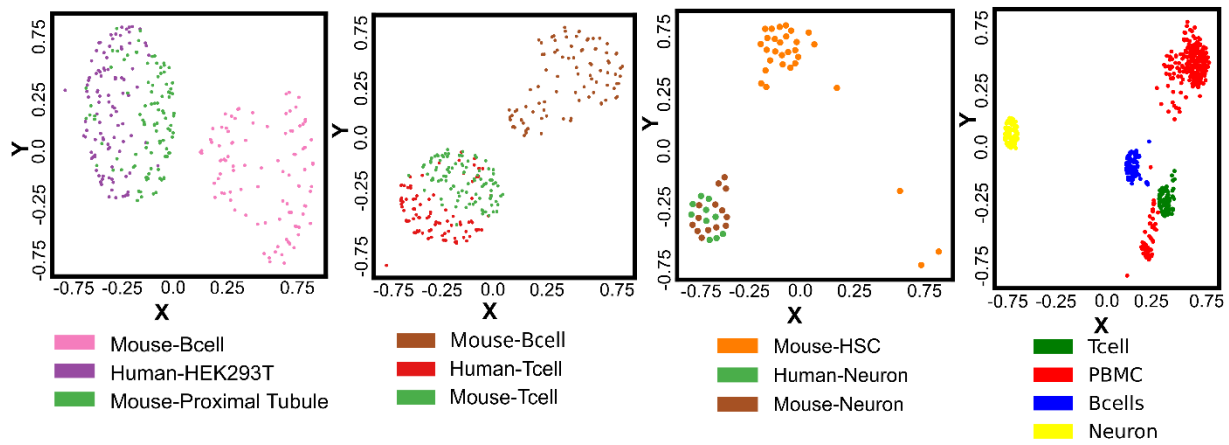 0.75
0.25
0.0
-0.25
-0.75
Y
-0.75 -0.25 0.0 0.25 0.75
X
Mouse-Bcell
Human-HEK293T
Mouse-Proximal Tubule
0.75
0.25
0.0
-0.25
-0.75
Y
-0.75 -0.25 0.0 0.25 0.75
X
Mouse-Bcell
Human-Tcell
Mouse-Tcell
0.75
0.25
0.0
-0.25
-0.75
Y
-0.75 -0.25 0.0 0.25 0.75
X
Mouse-HSC
Human-Neuron
Mouse-Neuron
0.75
0.25
0.0
-0.25
-0.75
Y
-0.75 -0.25 0.0 0.25 0.75
X
Tcell
PBMC
Bcells
Neuron